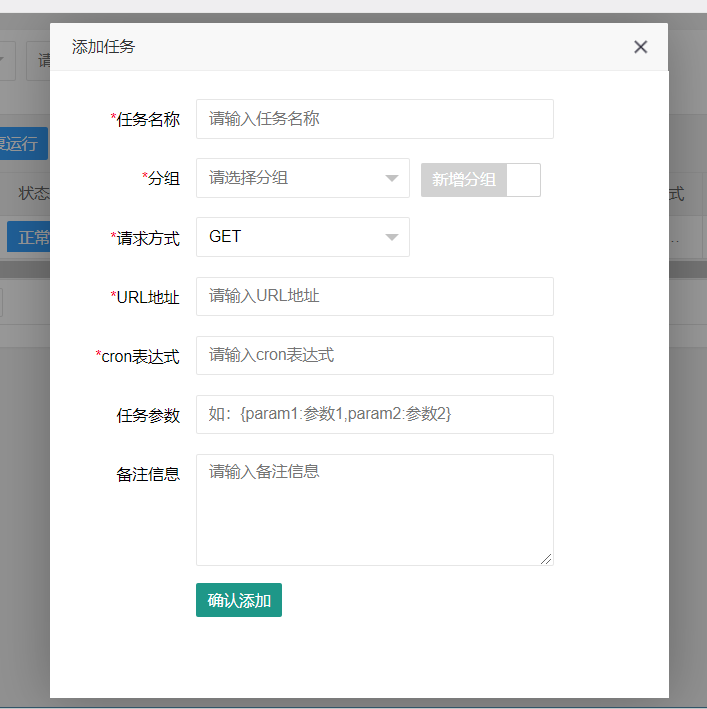 添加任务
请
复运行
状态
式
正常
..
*任务名称 请输入任务名称
*分组 请选择分组 新增分组
*请求方式 GET
*URL地址 请输入URL地址
*cron表达式 请输入cron表达式
任务参数 如：{param1:参数1,param2:参数2}
备注信息 请输入备注信息
确认添加